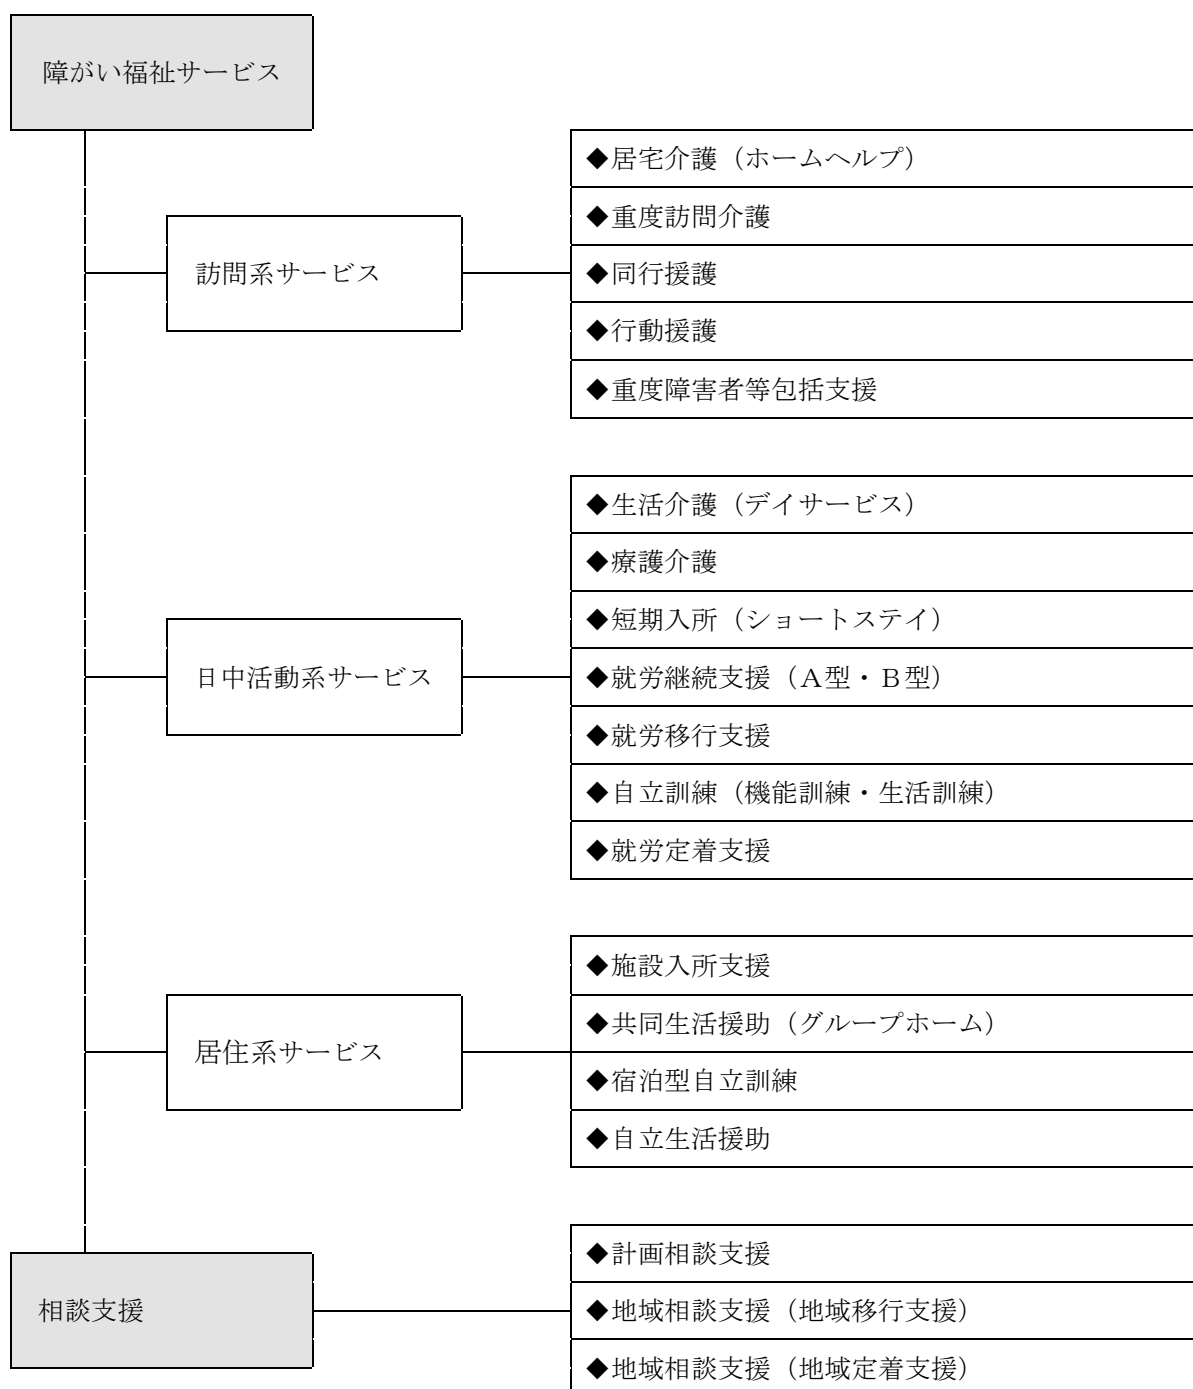 障がい福祉サービス
訪問系サービス
◆居宅介護（ホームヘルプ）
◆重度訪問介護
◆同行援護
◆行動援護
◆重度障害者等包括支援
日中活動系サービス
◆生活介護（デイサービス）
◆療護介護
◆短期入所（ショートステイ）
◆就労継続支援（Ａ型・Ｂ型）
◆就労移行支援
◆自立訓練（機能訓練・生活訓練）
◆就労定着支援
居住系サービス
◆施設入所支援
◆共同生活援助（グループホーム）
◆宿泊型自立訓練
◆自立生活援助
相談支援
◆計画相談支援
◆地域相談支援（地域移行支援）
◆地域相談支援（地域定着支援）